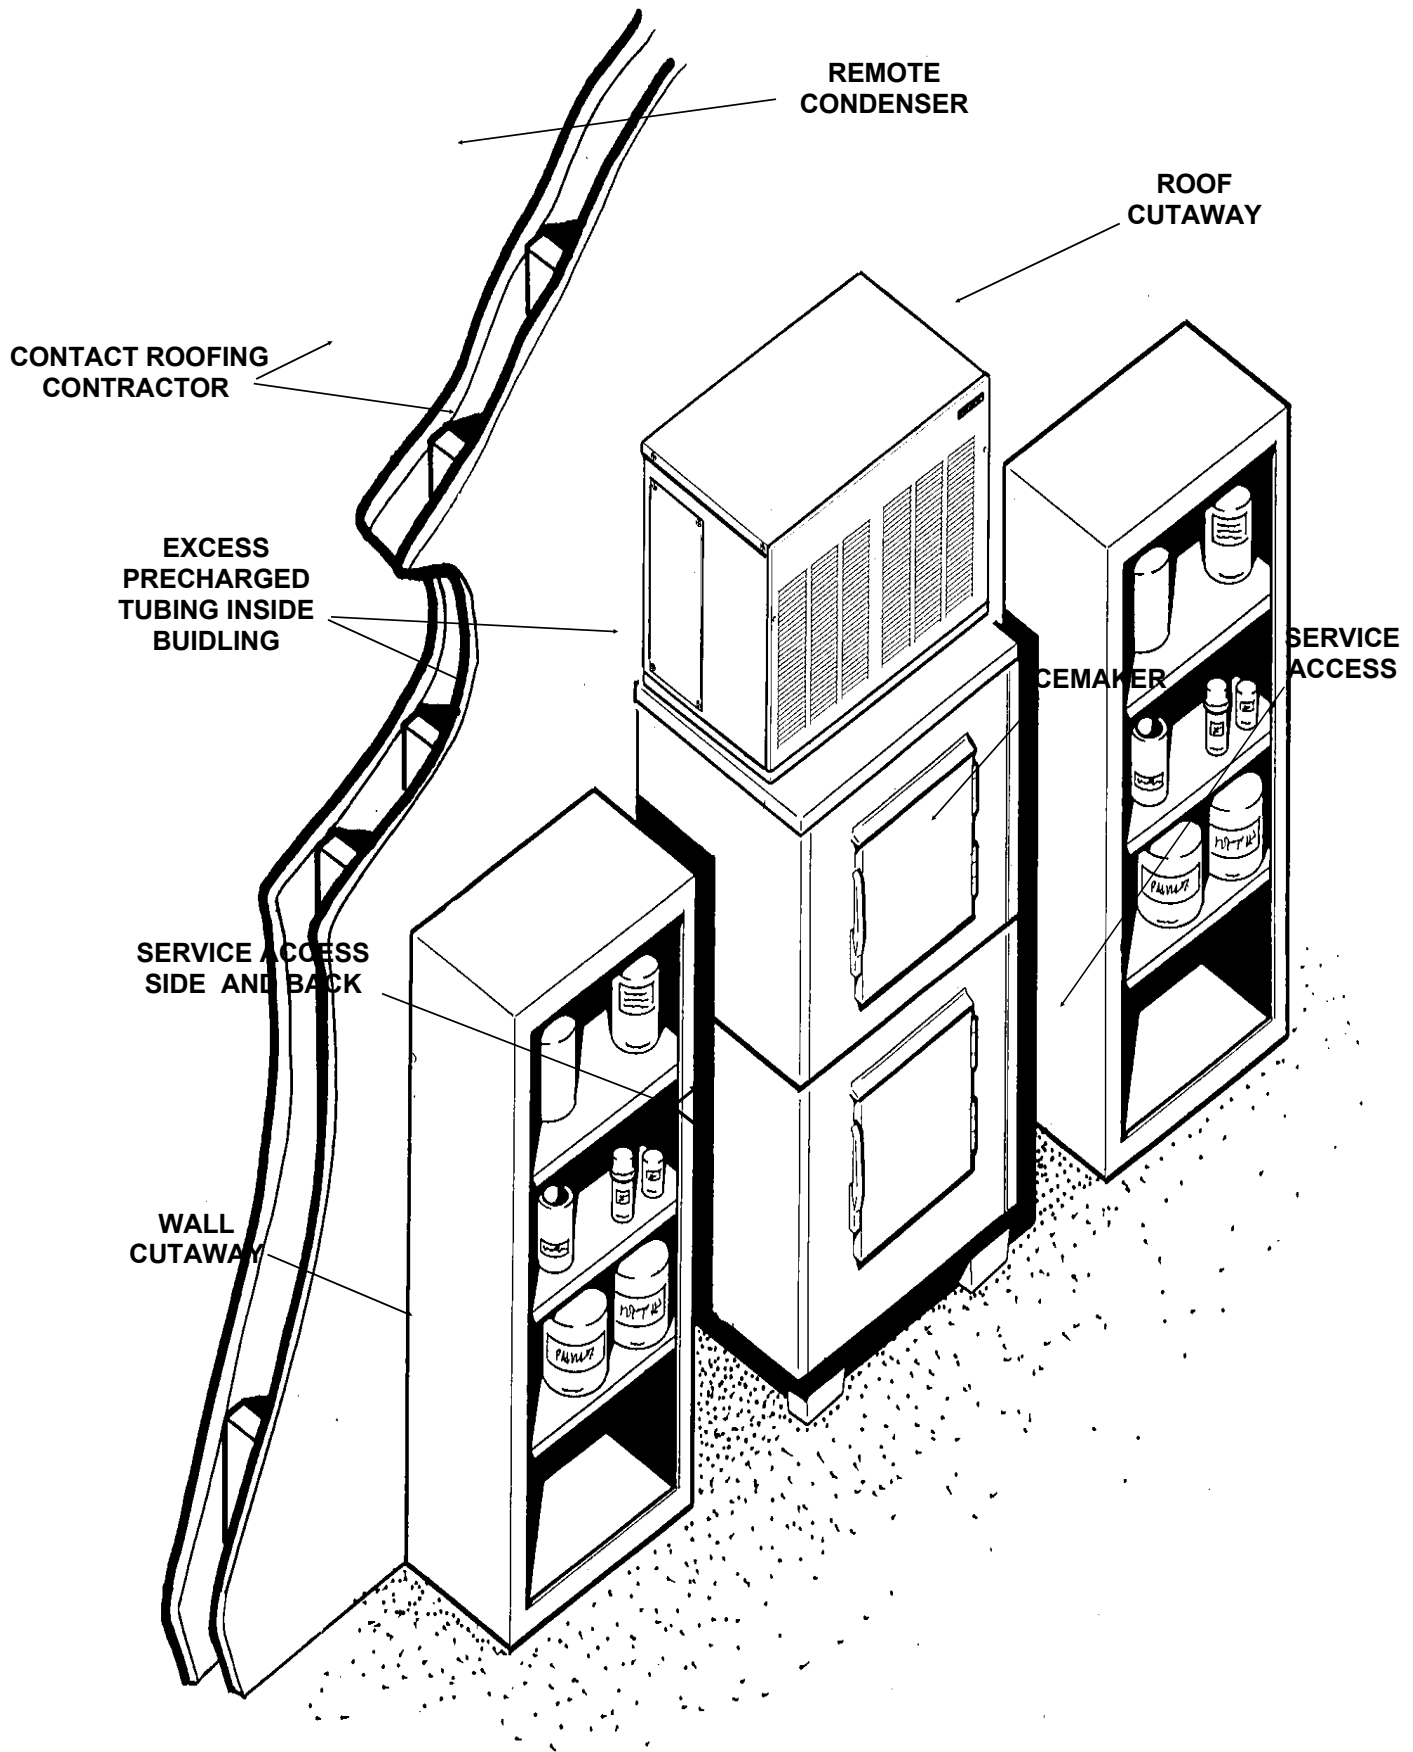 REMOTE
CONDENSER
ROOF
CUTAWAY
CONTACT ROOFING
CONTRACTOR
EXCESS
PRECHARGED
TUBING INSIDE
BUIDLING
SERVICE
ACCESS
CEMAKER
SERVICE ACCESS
SIDE AND BACK
WALL
CUTAWAY